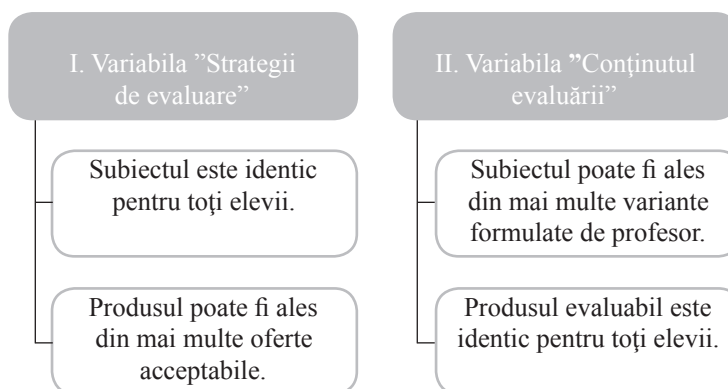 I. Variabila ”Strategii
de evaluare”
Subiectul este identic
pentru toţi elevii.
Produsul poate fi ales
din mai multe oferte
acceptabile.
II. Variabila ”Conţinutul
evaluării”
Subiectul poate fi ales
din mai multe variante
formulate de profesor.
Produsul evaluabil este
identic pentru toţi elevii.